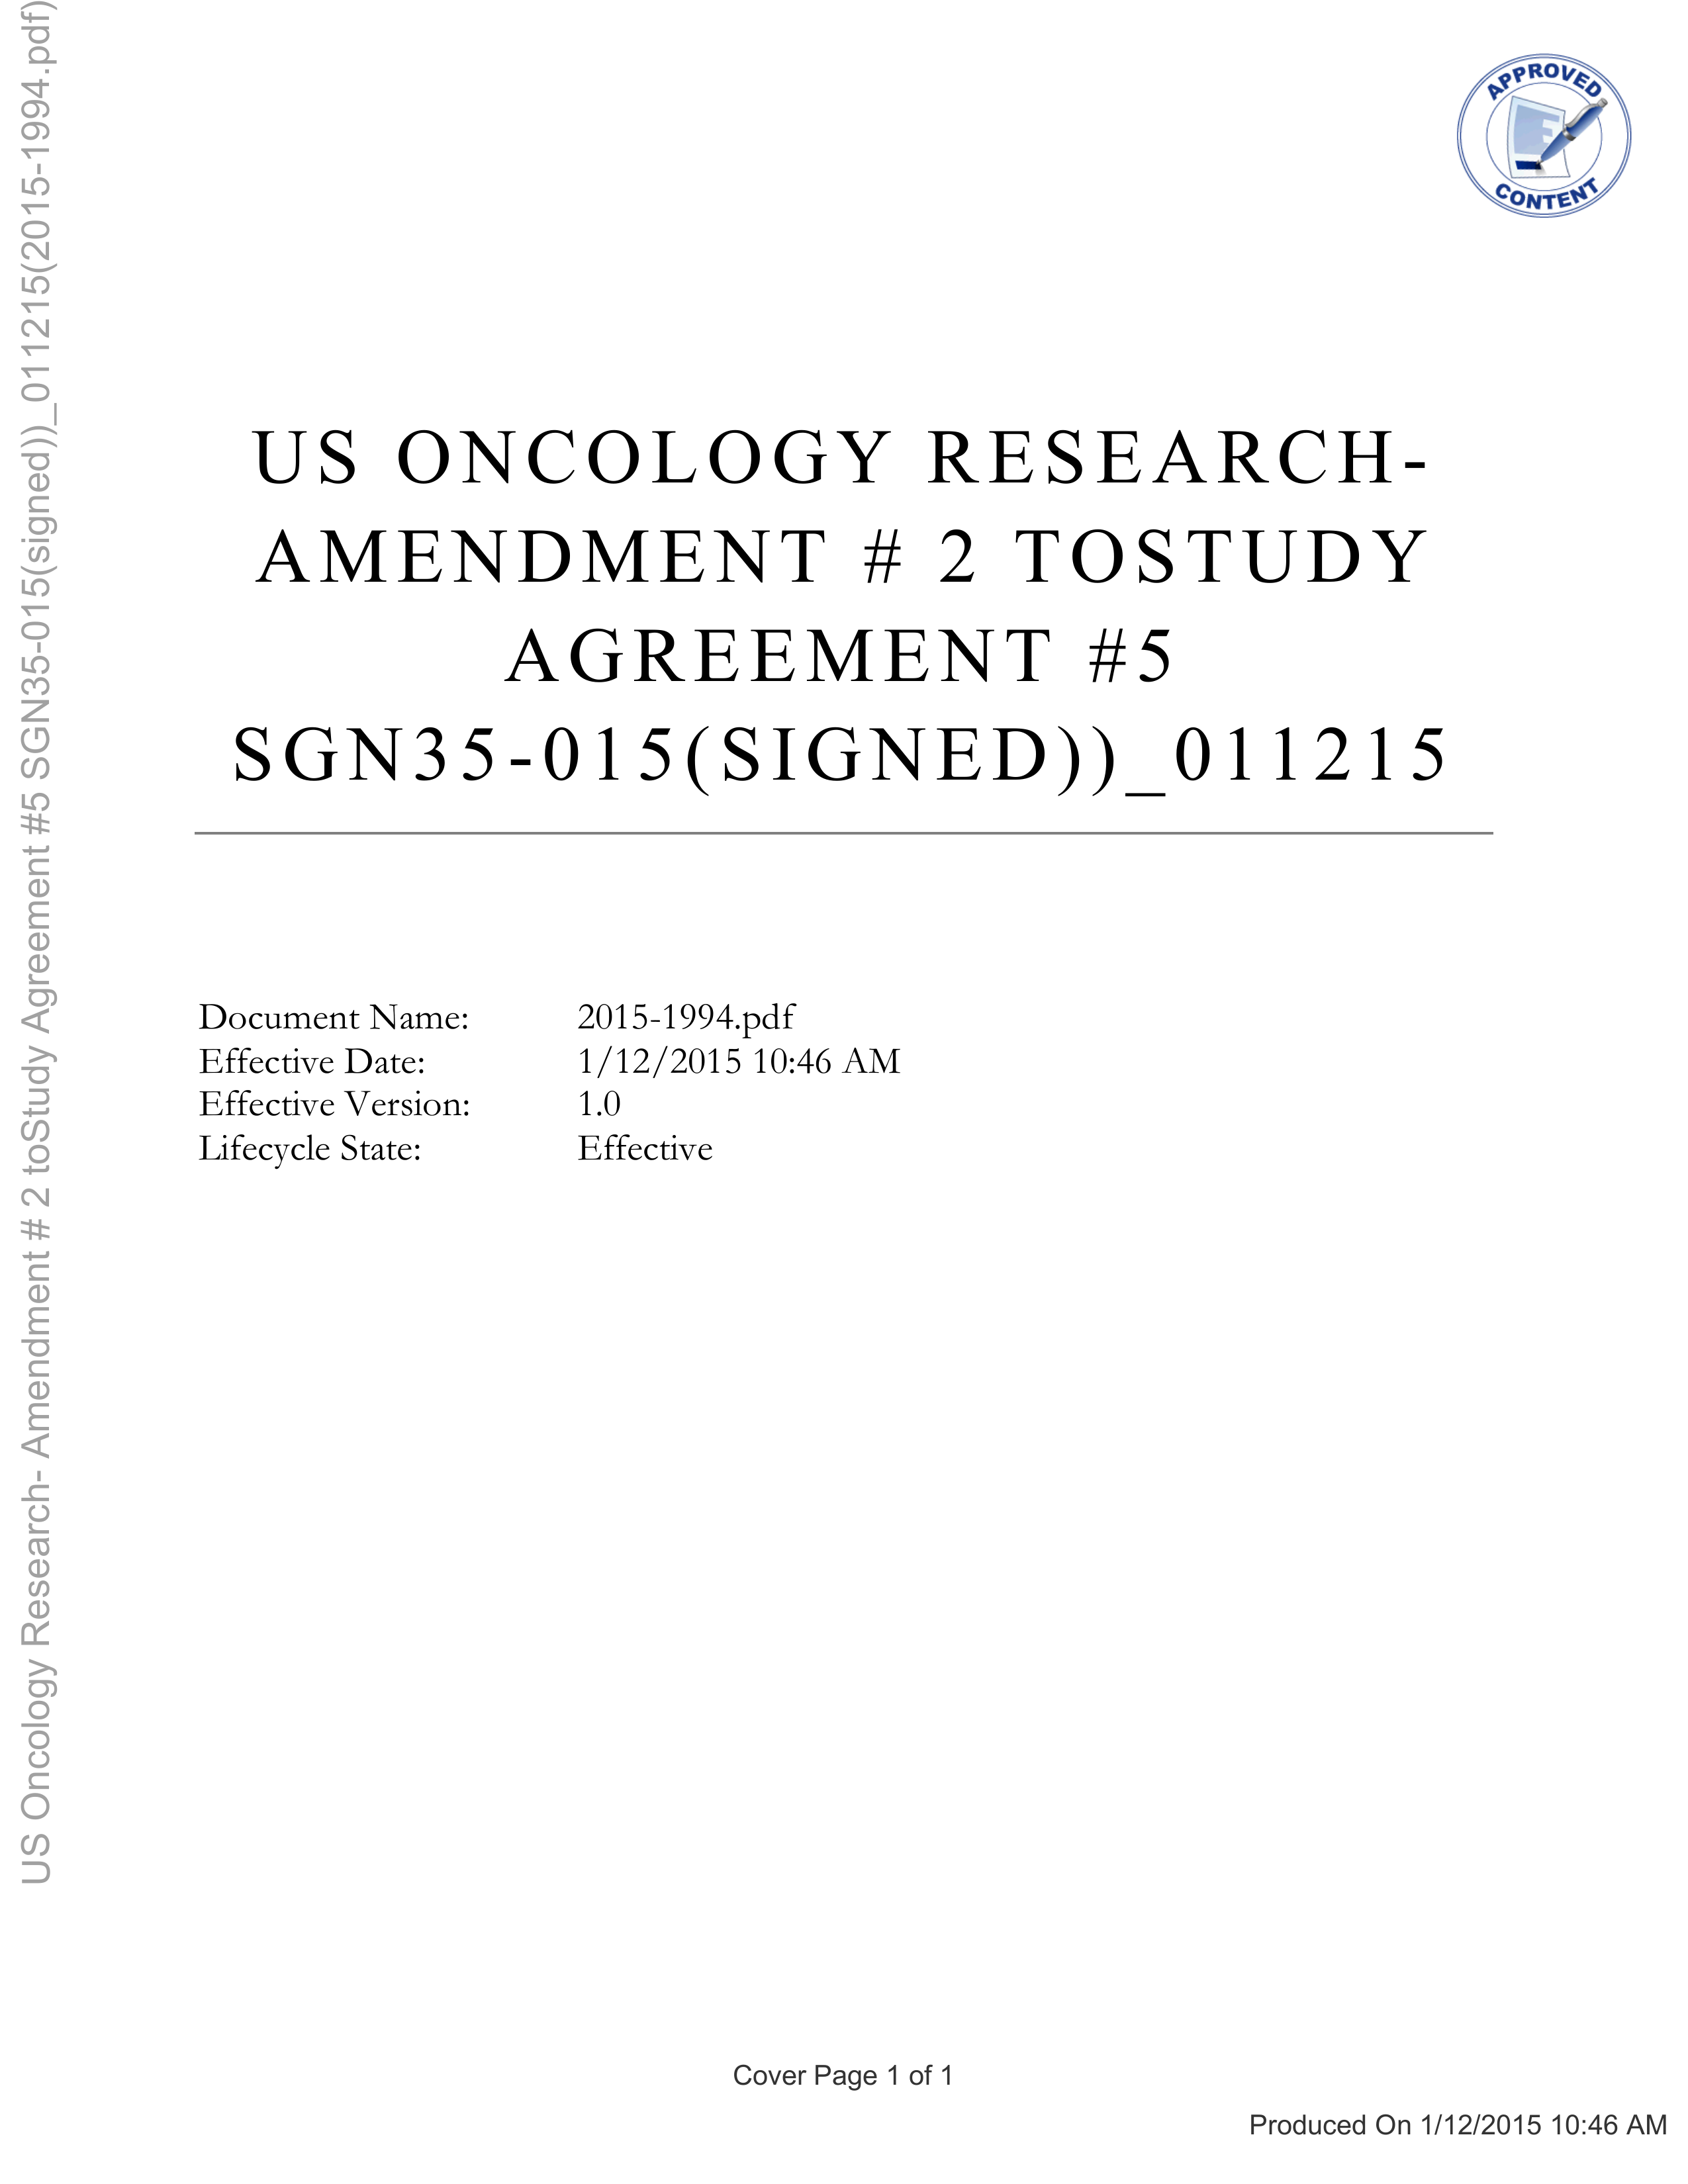 US Oncology Research- Amendment # 2 toStudy Agreement #5 SGN35-015(signed))_011215(2015-1994.pdf)
APPROVED
CONTENT
US ONCOLOGY RESEARCH-
AMENDMENT # 2 TOSTUDY
AGREEMENT #5
SGN35-015(SIGNED))_011215
Document Name: 2015-1994.pdf
Effective Date: 1/12/2015 10:46 AM
Effective Version: 1.0
Lifecycle State: Effective
Cover Page 1 of 1
Produced On 1/12/2015 10:46 AM